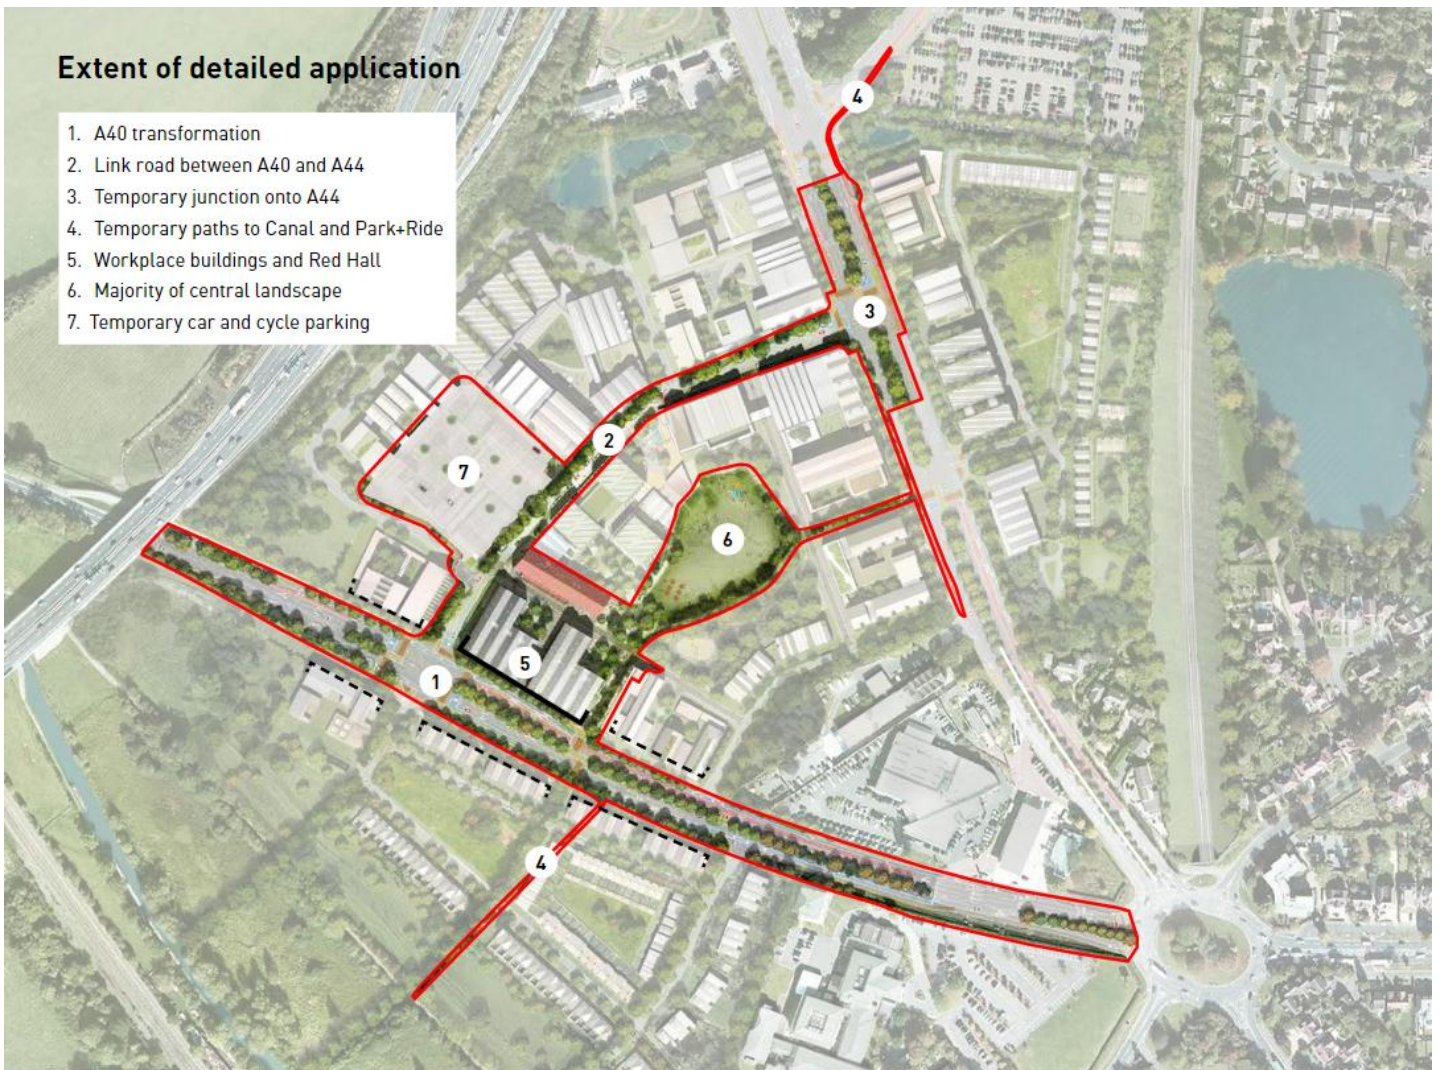 Extent of detailed application
1. A40 transformation
2. Link road between A40 and A44
3. Temporary junction onto A44
4. Temporary paths to Canal and Park+Ride
5. Workplace buildings and Red Hall
6. Majority of central landscape
7. Temporary car and cycle parking
4
3
2
7
6
5
1
4